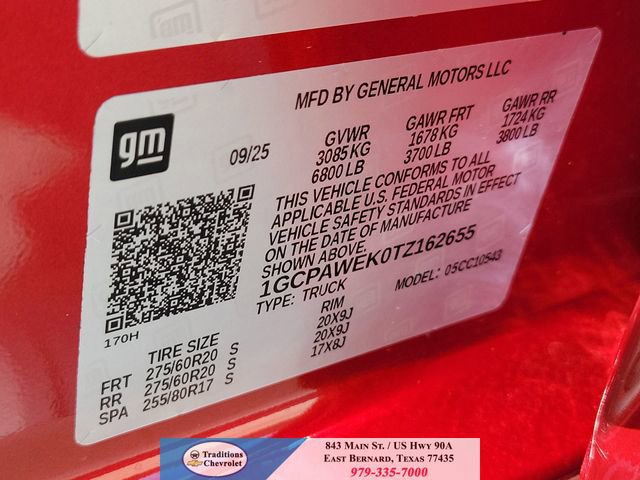 gm
MFD BY GENERAL MOTORS LLC
09/25
GVWR GAWR FRT GAWR RR
3085 KG 1678 KG 1724 KG
6800 LB 3700 LB 3800 LB
THIS VEHICLE CONFORMS TO ALL
APPLICABLE U.S. FEDERAL MOTOR
VEHICLE SAFETY STANDARDS IN EFFECT
ON THE DATE OF MANUFACTURE
SHOWN ABOVE.
1GCPAWEK0TZ162655
TYPE: TRUCK MODEL: 05CC10543
170H
TIRE SIZE RIM
FRT 275/60R20 S 20X9J
RR 275/60R20 S 20X9J
SPA 255/80R17 S 17X8J
Traditions
Chevrolet
843 Main St. / US Hwy 90A
East Bernard, Texas 77435
979-335-7000